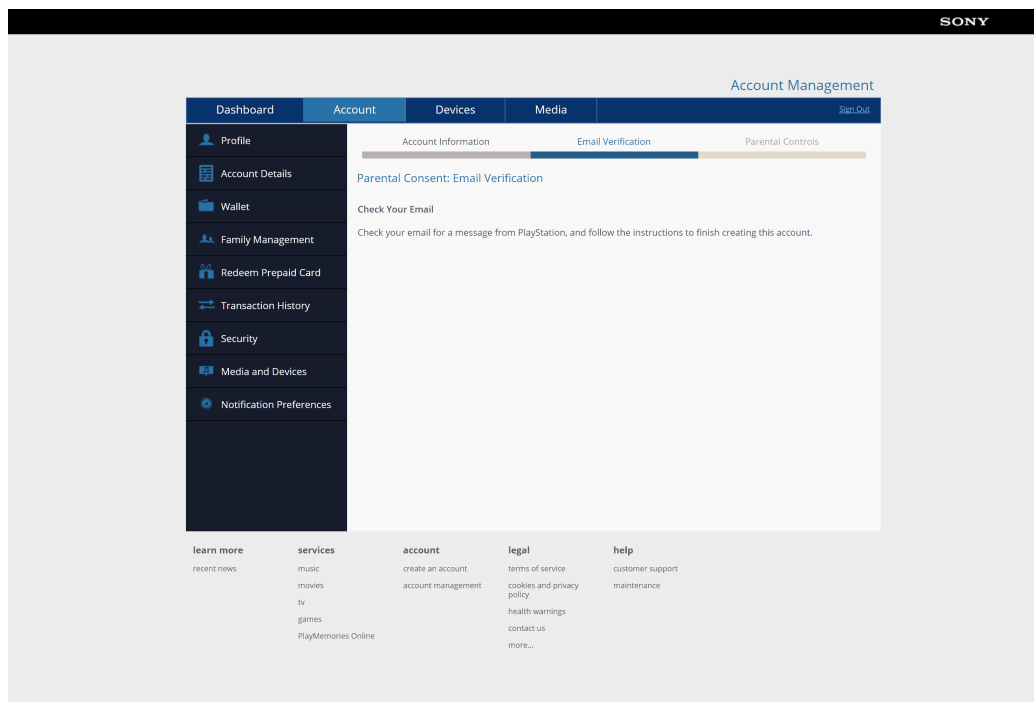 SONY
Account Management
Dashboard Account Devices Media Sign Out
Profile
Account Details
Wallet
Family Management
Redeem Prepaid Card
Transaction History
Security
Media and Devices
Notification Preferences
Account Information Email Verification Parental Controls
Parental Consent: Email Verification
Check Your Email
Check your email for a message from PlayStation, and follow the instructions to finish creating this account.
learn more
recent news
services
music
movies
tv
games
PlayMemories Online
account
create an account
account management
legal
terms of service
cookies and privacy
policy
health warnings
contact us
more...
help
customer support
maintenance